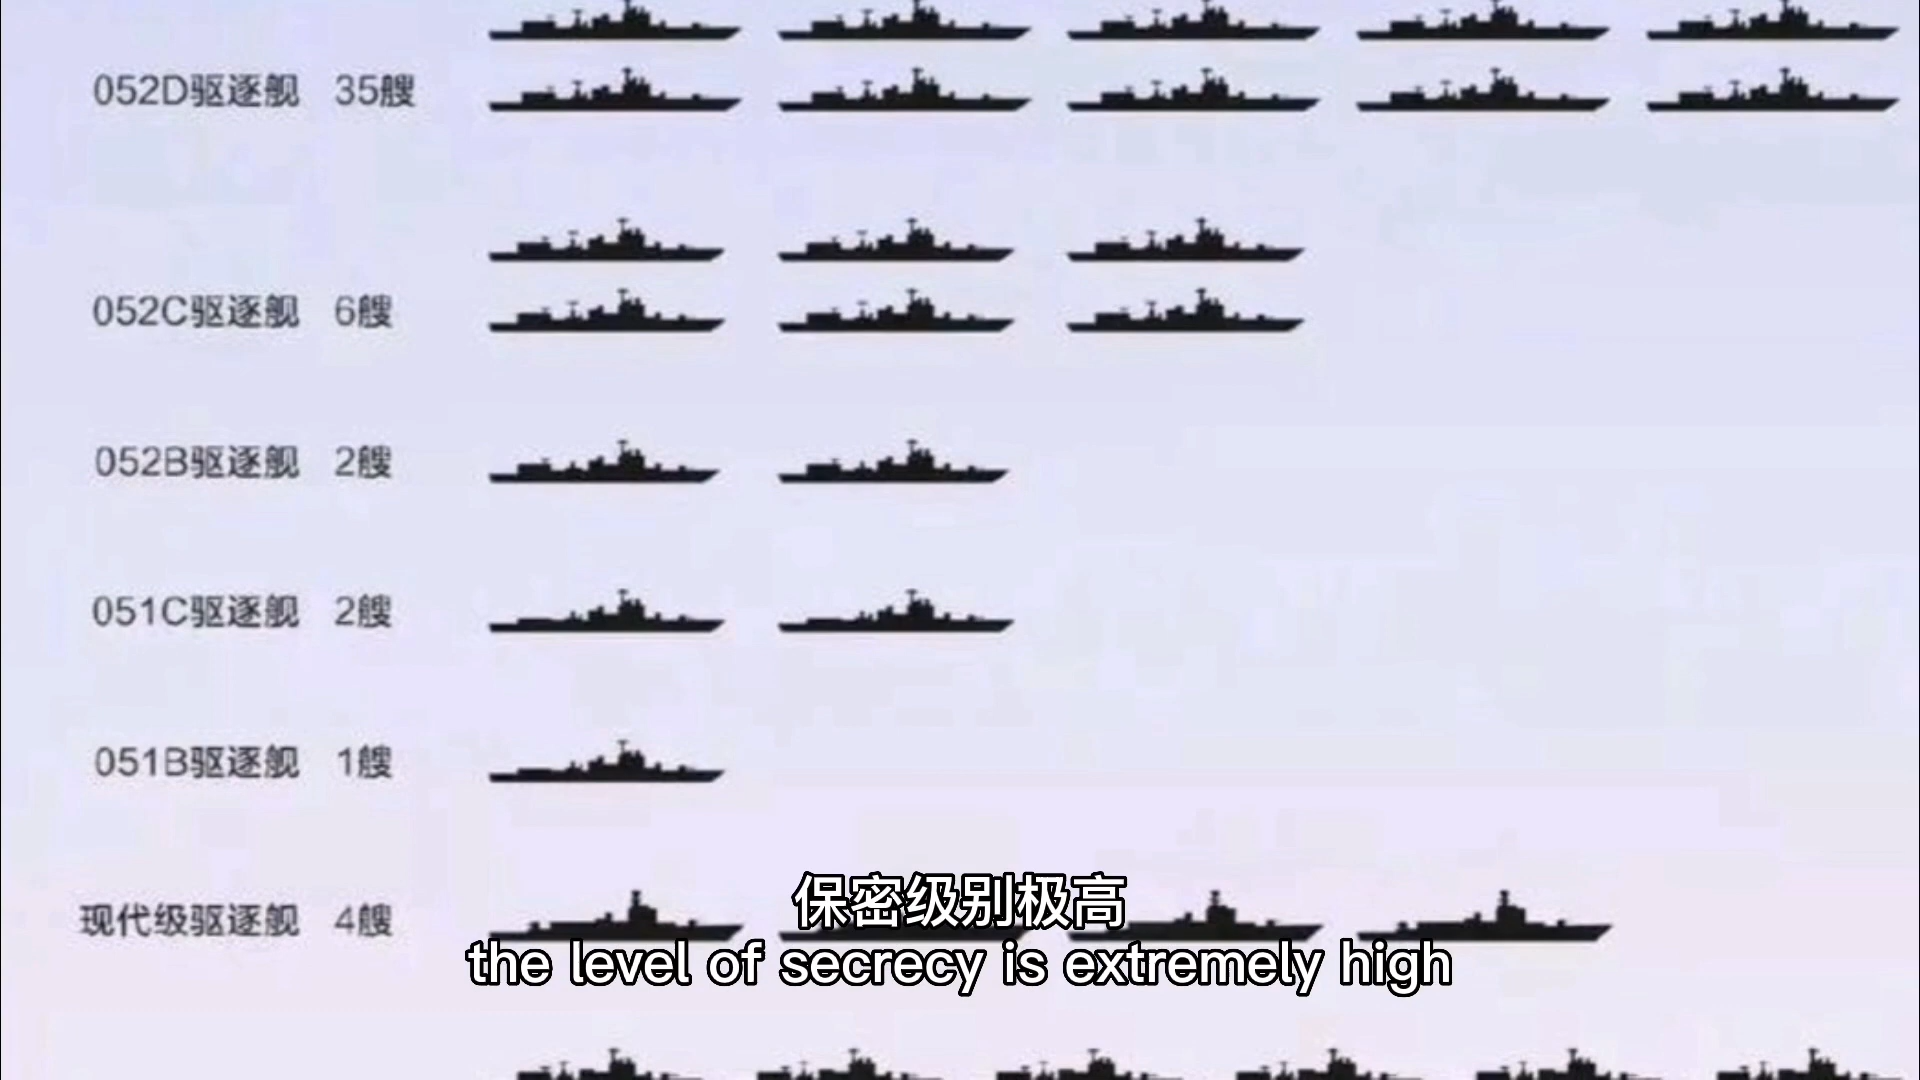 052D驱逐舰 35艘
052C驱逐舰 6艘
052B驱逐舰 2艘
051C驱逐舰 2艘
051B驱逐舰 1艘
现代级驱逐舰 4艘
保密级别极高
the level of secrecy is extremely high